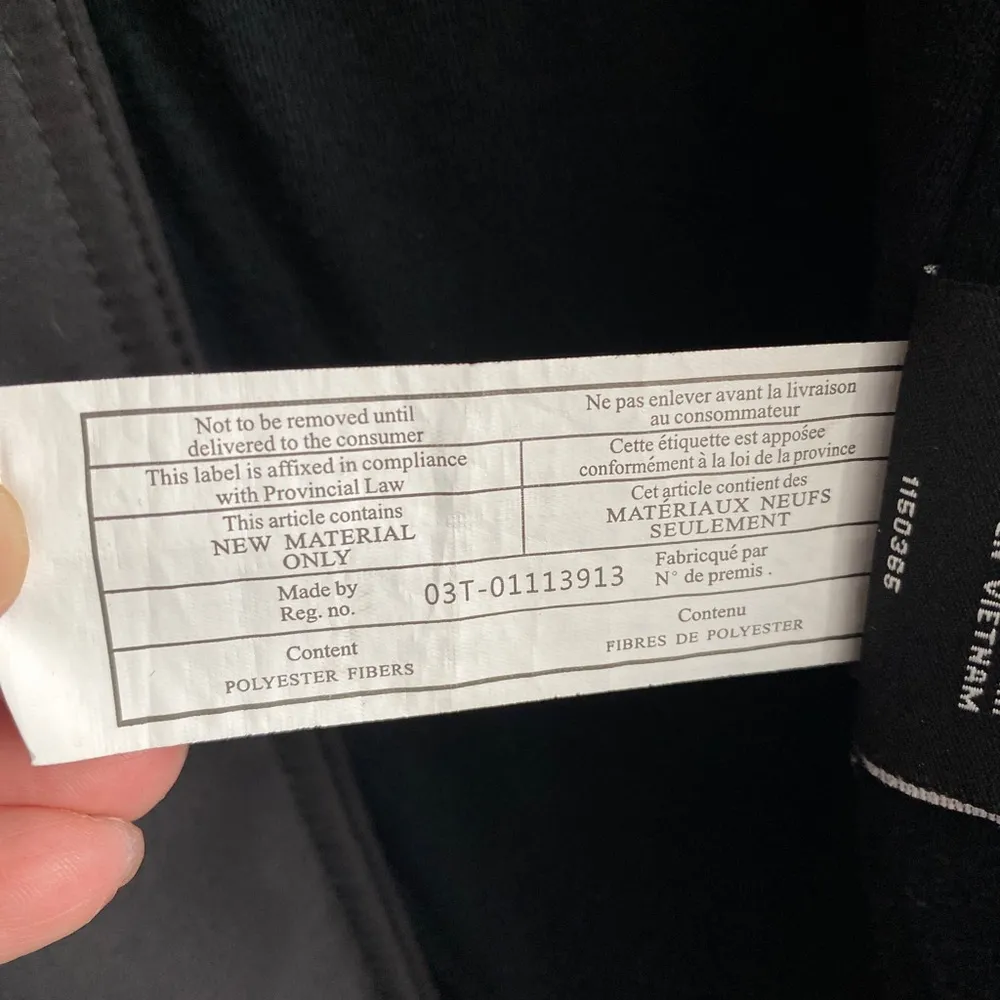 Not to be removed until
delivered to the consumer
Ne pas enlever avant la livraison
au consommateur
This label is affixed in compliance
with Provincial Law
Cette étiquette est apposée
conformément à la loi de la province
This article contains
NEW MATERIAL
ONLY
Cet article contient des
MATÉRIAUX NEUFS
SEULEMENT
Made by
Reg. no.
03T-01113913
Fabricqué par
N° de premis .
Content
POLYESTER FIBERS
Contenu
FIBRES DE POLYESTER
1150366
VIETNAM